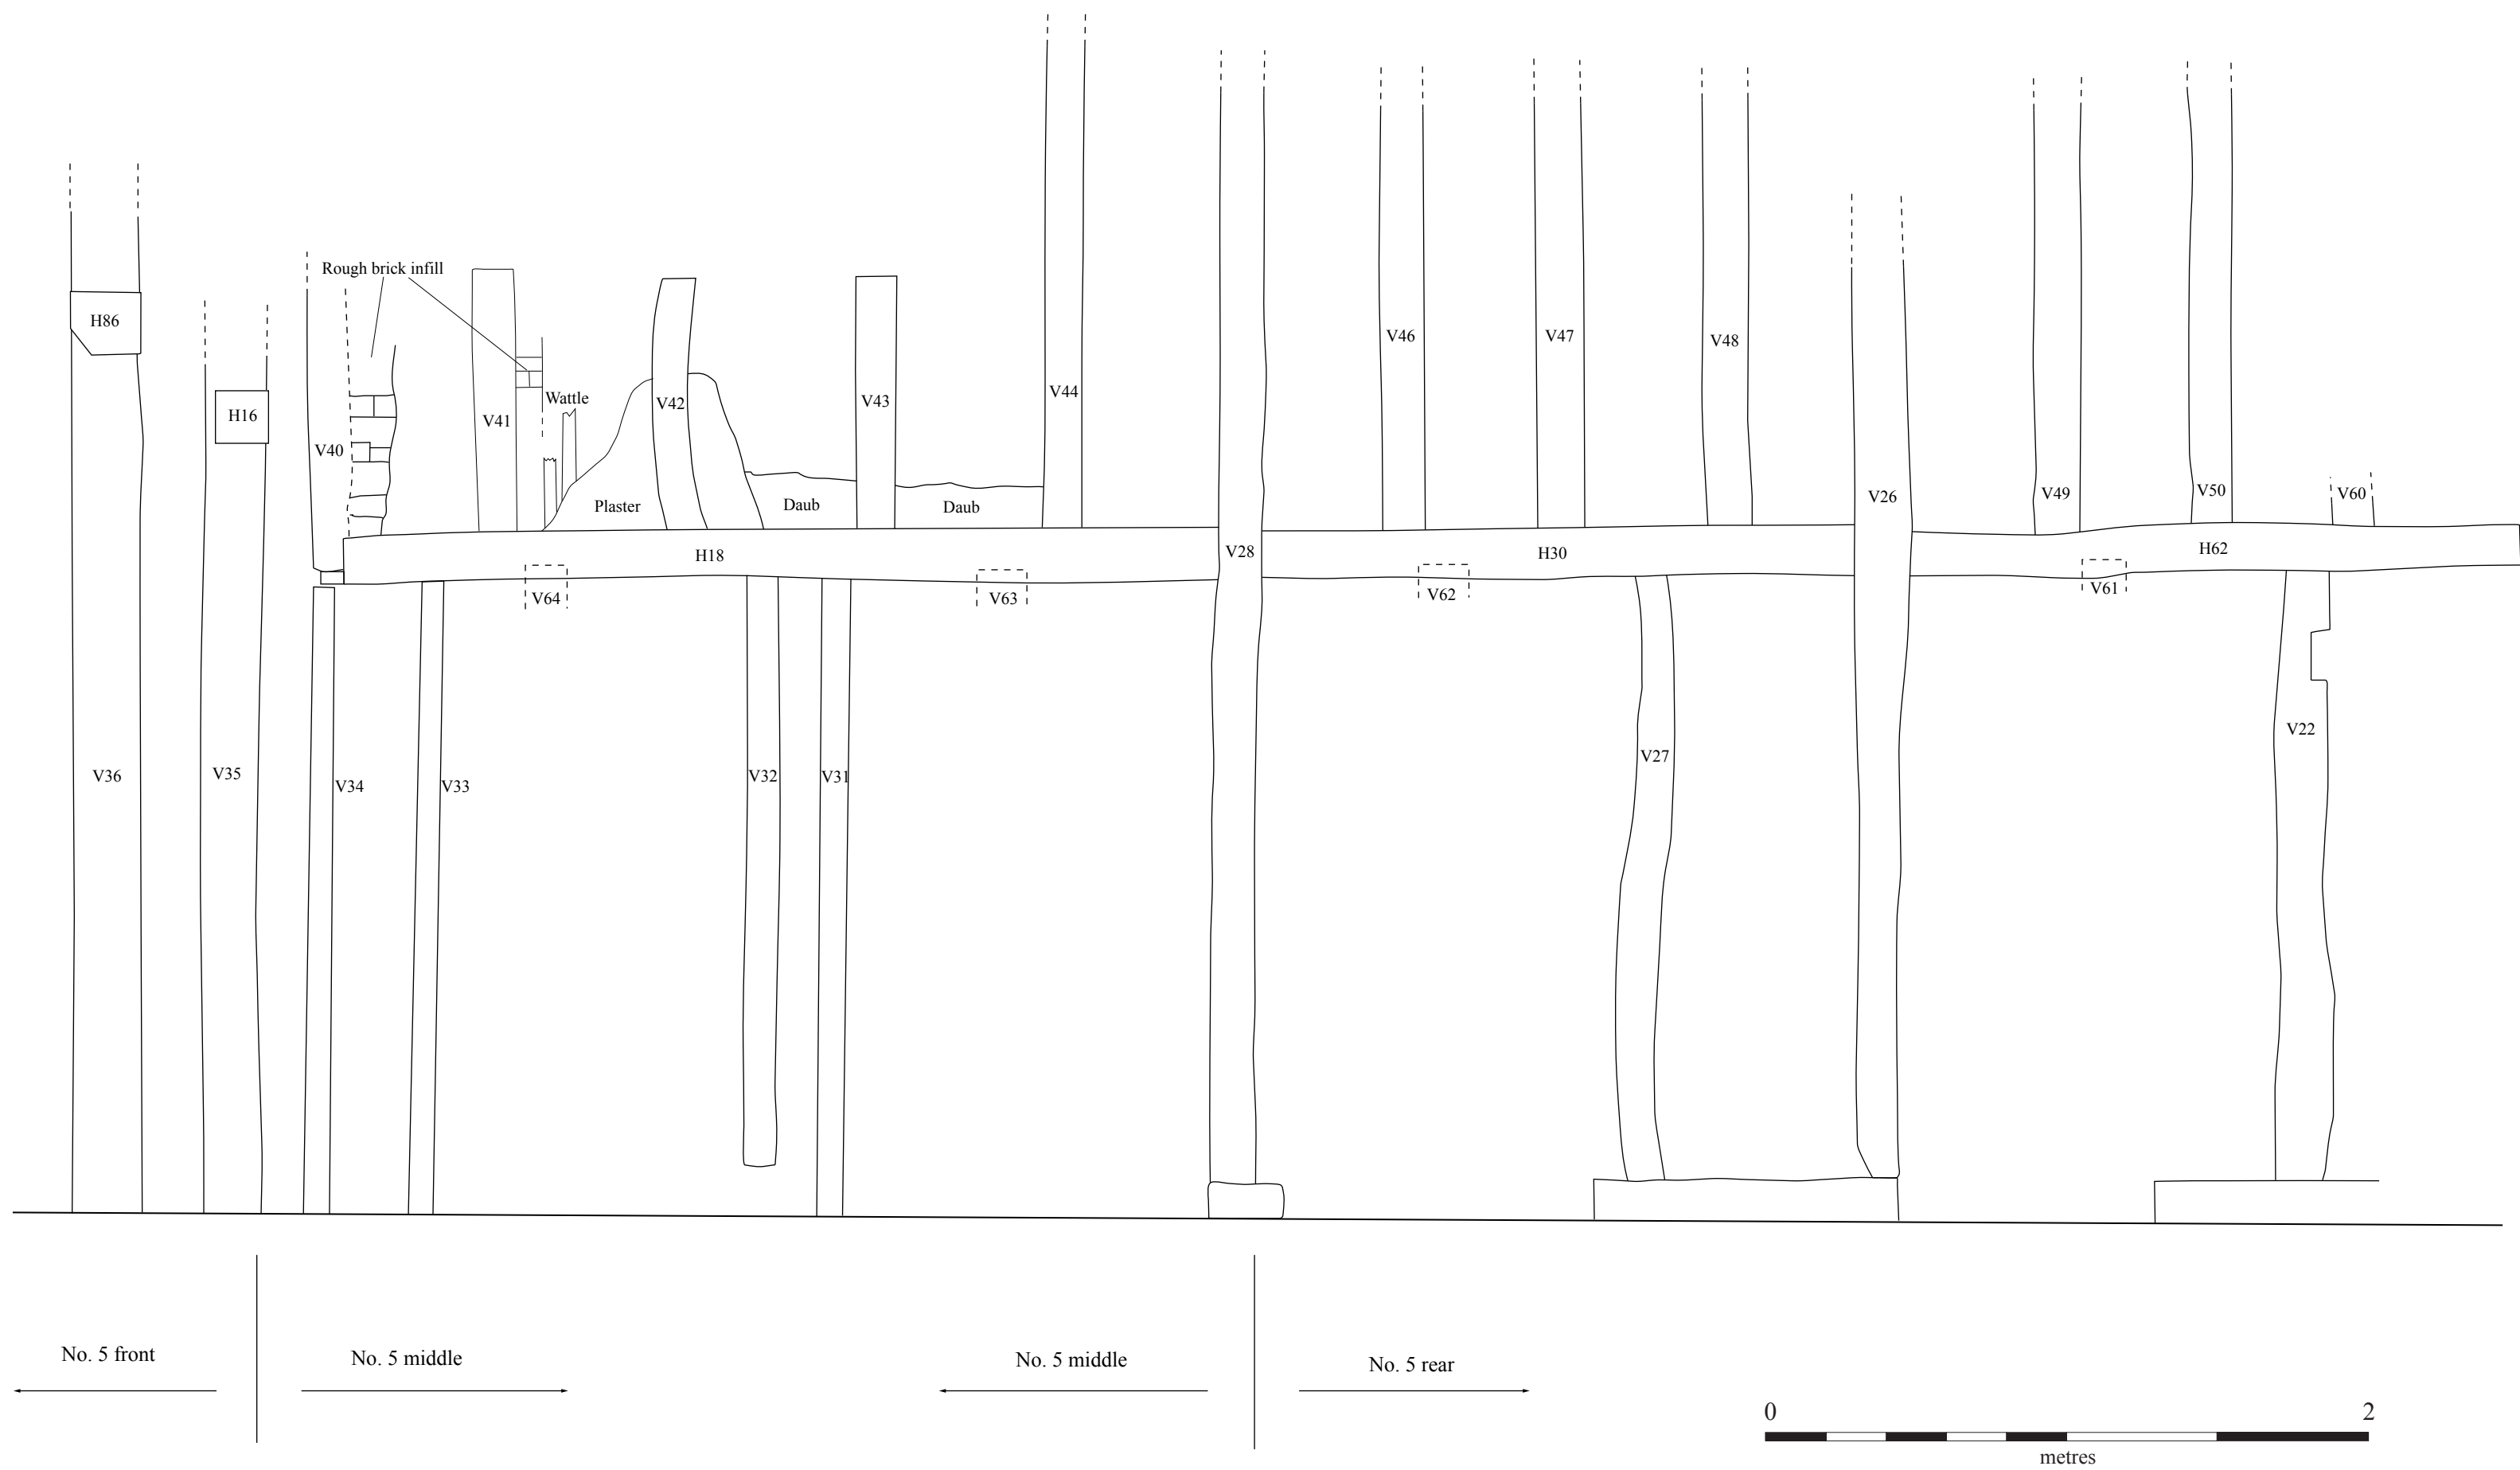 Rough brick infill
H86
V46
V47
V48
V44
Wattle
V43
V42
H16
V41
V40
V50
V60
V49
V26
Plaster
Daub
Daub
H18
V28
H30
H62
V64
V63
V62
V61
V22
V27
V36
V35
V34
V33
V32
V31
No. 5 front
No. 5 middle
No. 5 middle
No. 5 rear
0
2
metres